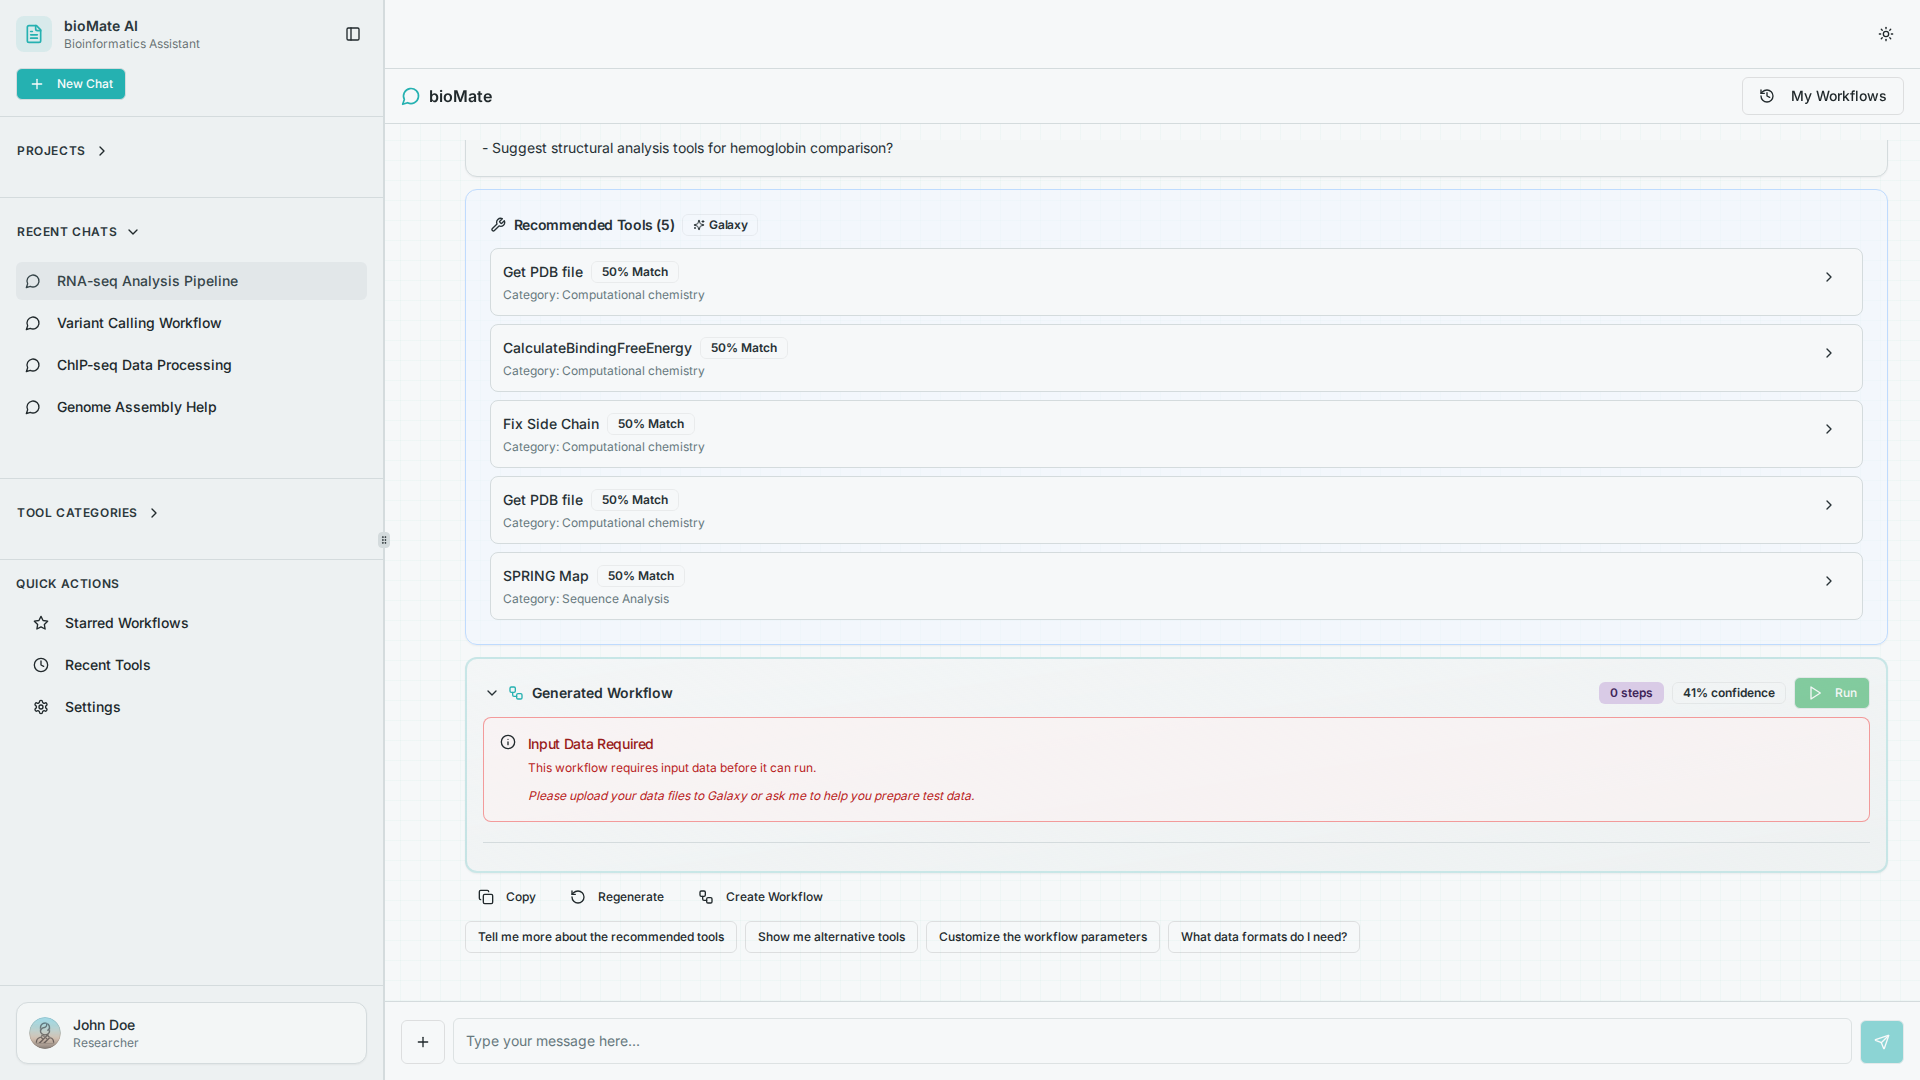 bioMate AI
Bioinformatics Assistant
New Chat
PROJECTS
RECENT CHATS
RNA-seq Analysis Pipeline
Variant Calling Workflow
ChIP-seq Data Processing
Genome Assembly Help
TOOL CATEGORIES
QUICK ACTIONS
Starred Workflows
Recent Tools
Settings
John Doe
Researcher
bioMate
My Workflows
- Suggest structural analysis tools for hemoglobin comparison?
Recommended Tools (5) Galaxy
Get PDB file 50% Match
Category: Computational chemistry
CalculateBindingFreeEnergy 50% Match
Category: Computational chemistry
Fix Side Chain 50% Match
Category: Computational chemistry
Get PDB file 50% Match
Category: Computational chemistry
SPRING Map 50% Match
Category: Sequence Analysis
Generated Workflow 0 steps 41% confidence Run
Input Data Required
This workflow requires input data before it can run.
Please upload your data files to Galaxy or ask me to help you prepare test data.
Copy Regenerate Create Workflow
Tell me more about the recommended tools Show me alternative tools Customize the workflow parameters What data formats do I need?
Type your message here...